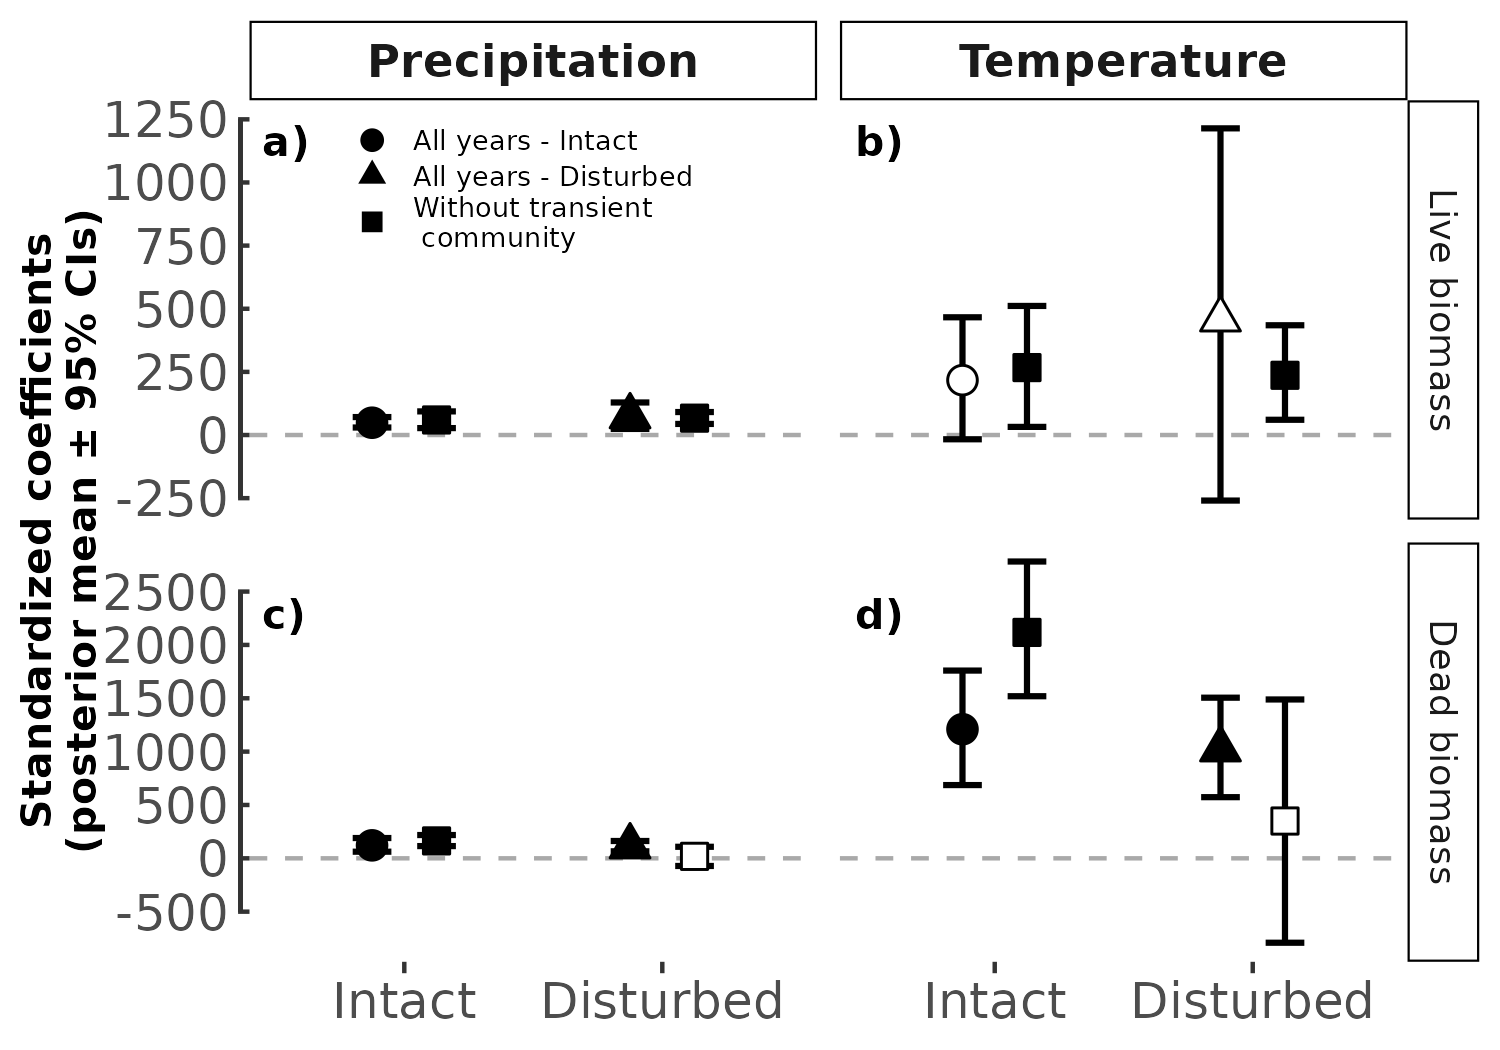 Precipitation
Temperature
Standardized coefficients
(posterior mean ± 95% CIs)
1250
1000
750
500
250
0
-250
a)
All years - Intact
All years - Disturbed
Without transient
community
b)
Live biomass
2500
2000
1500
1000
500
0
-500
c)
d)
Dead biomass
Intact
Disturbed
Intact
Disturbed